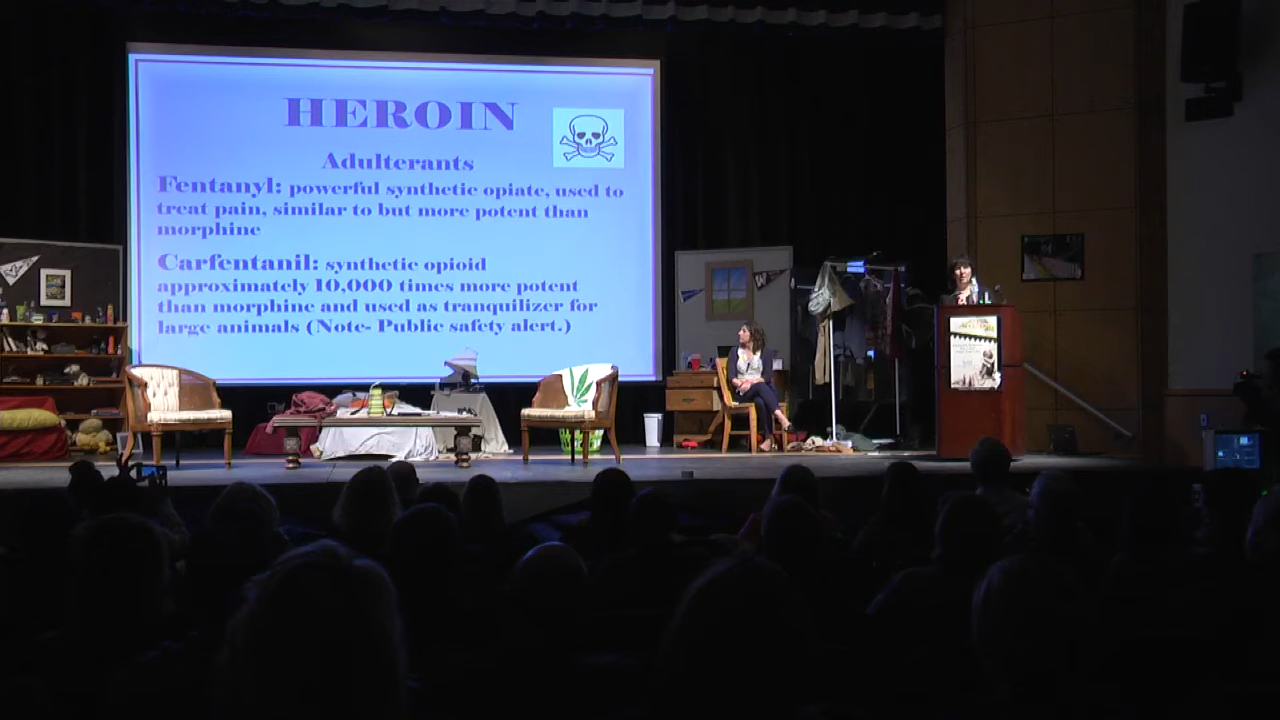 HEROIN
Adulterants
Fentanyl: powerful synthetic opiate, used to
treat pain, similar to but more potent than
morphine
Carfentanil: synthetic opioid
approximately 10,000 times more potent
than morphine and used as tranquilizer for
large animals (Note- Public safety alert.)
W